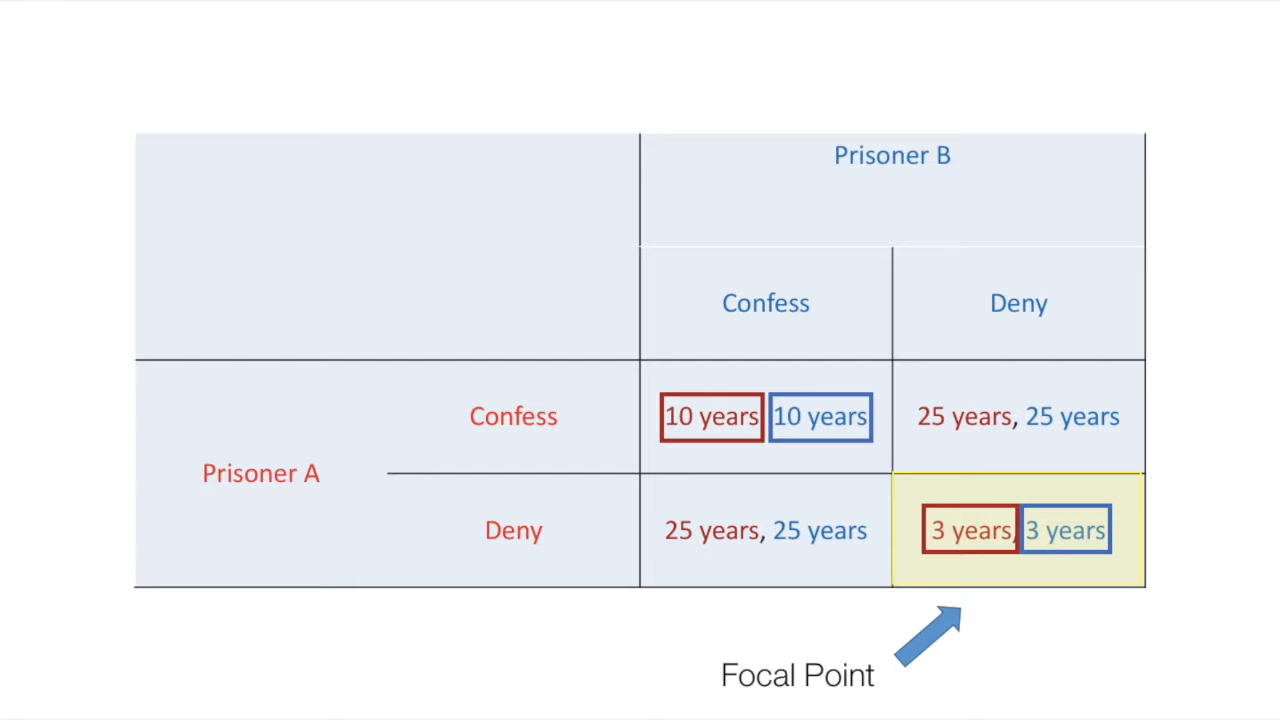 Prisoner B
Confess
Deny
Confess
10 years
10 years
25 years, 25 years
Prisoner A
Deny
25 years, 25 years
3 years,
3 years
Focal Point